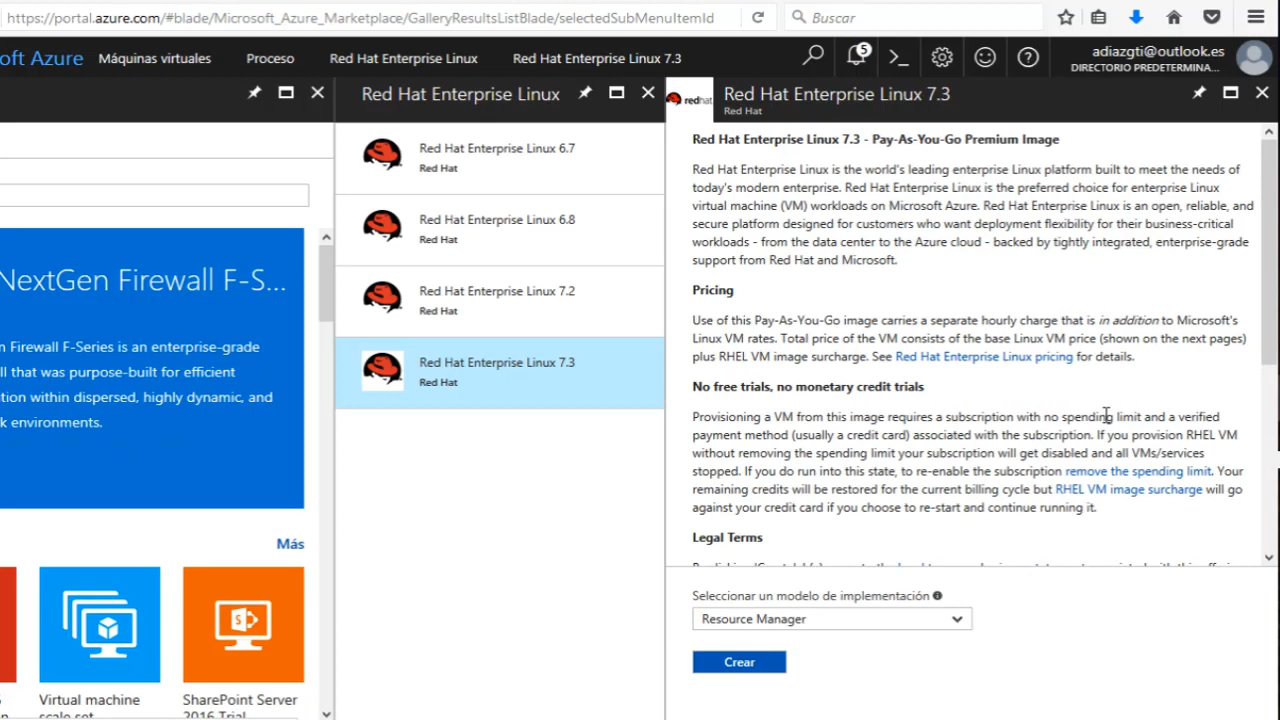 https://portal.azure.com/#blade/Microsoft_Azure_Marketplace/GalleryResultsListBlade/selectedSubMenuItemId
Buscar
oft Azure
Máquinas virtuales
Proceso
Red Hat Enterprise Linux
Red Hat Enterprise Linux 7.3
5
adiazgti@outlook.es
DIRECTORIO PREDETERMINA...
NextGen Firewall F-S...
n Firewall F-Series is an enterprise-grade
ll that was purpose-built for efficient
tion within dispersed, highly dynamic, and
k environments.
Más
Virtual machine
scale set
SharePoint Server
2016 Trial
Red Hat Enterprise Linux
Red Hat Enterprise Linux 6.7
Red Hat
Red Hat Enterprise Linux 6.8
Red Hat
Red Hat Enterprise Linux 7.2
Red Hat
Red Hat Enterprise Linux 7.3
Red Hat
redhat
Red Hat Enterprise Linux 7.3
Red Hat
Red Hat Enterprise Linux 7.3 - Pay-As-You-Go Premium Image
Red Hat Enterprise Linux is the world's leading enterprise Linux platform built to meet the needs of
today's modern enterprise. Red Hat Enterprise Linux is the preferred choice for enterprise Linux
virtual machine (VM) workloads on Microsoft Azure. Red Hat Enterprise Linux is an open, reliable, and
secure platform designed for customers who want deployment flexibility for their business-critical
workloads - from the data center to the Azure cloud - backed by tightly integrated, enterprise-grade
support from Red Hat and Microsoft.
Pricing
Use of this Pay-As-You-Go image carries a separate hourly charge that is in addition to Microsoft's
Linux VM rates. Total price of the VM consists of the base Linux VM price (shown on the next pages)
plus RHEL VM image surcharge. See Red Hat Enterprise Linux pricing for details.
No free trials, no monetary credit trials
Provisioning a VM from this image requires a subscription with no spending limit and a verified
payment method (usually a credit card) associated with the subscription. If you provision RHEL VM
without removing the spending limit your subscription will get disabled and all VMs/services
stopped. If you do run into this state, to re-enable the subscription remove the spending limit. Your
remaining credits will be restored for the current billing cycle but RHEL VM image surcharge will go
against your credit card if you choose to re-start and continue running it.
Legal Terms
Seleccionar un modelo de implementación
Resource Manager
Crear